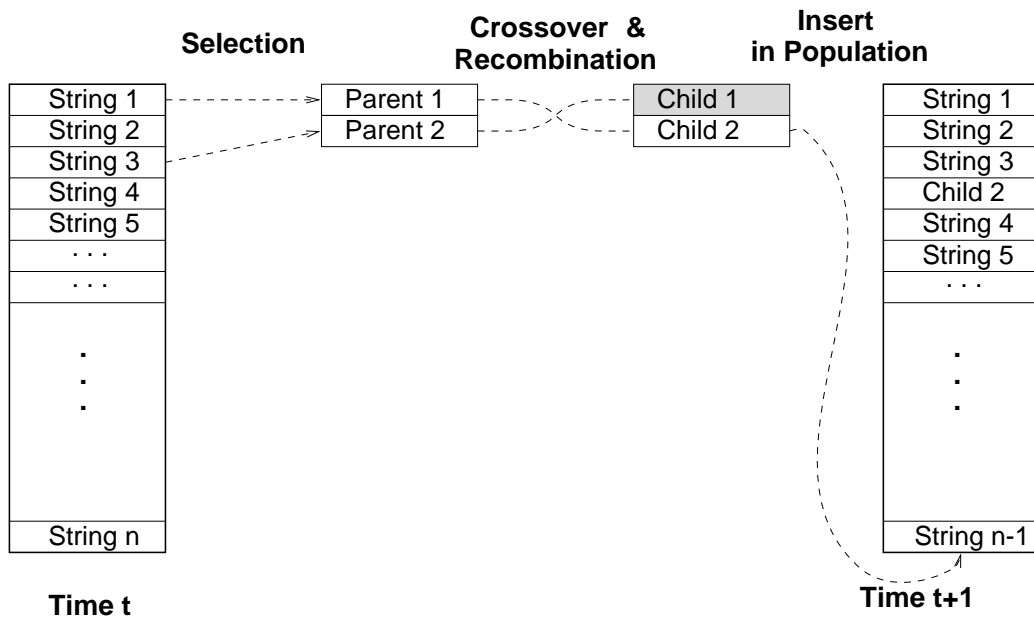 Selection
Crossover &
Recombination
Insert
in Population
String 1
String 2
String 3
String 4
String 5
. . .
. . .
.
.
.
String n
Time t
Parent 1
Parent 2
Child 1
Child 2
String 1
String 2
String 3
Child 2
String 4
String 5
. . .
.
.
.
String n-1
Time t+1